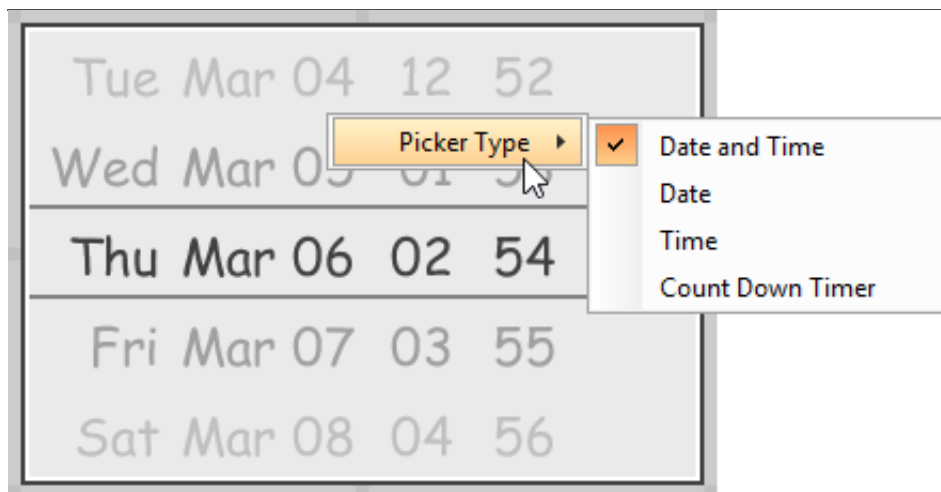 Tue Mar 04 12 52
Picker Type
Wed Mar
Thu Mar 06 02 54
Fri Mar 07 03 55
Sat Mar 08 04 56
Date and Time
Date
Time
Count Down Timer